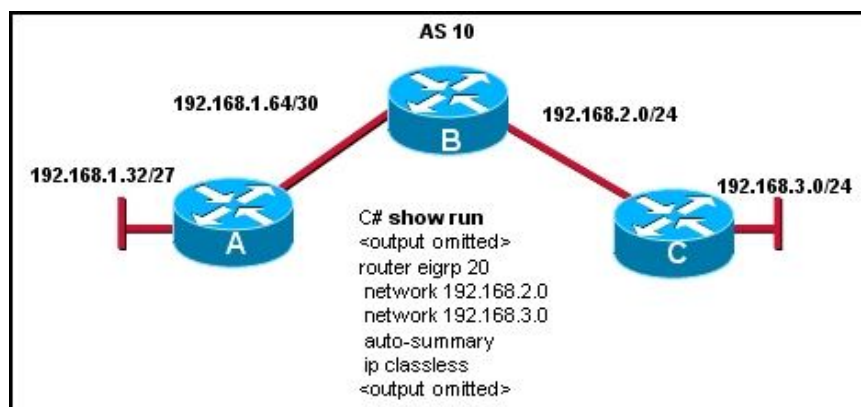 AS 10
192.168.1.64/30
B
192.168.2.0/24
192.168.1.32/27
A
192.168.3.0/24
C
C# show run
<output omitted>
router eigrp 20
network 192.168.2.0
network 192.168.3.0
auto-summary
ip classless
<output omitted>